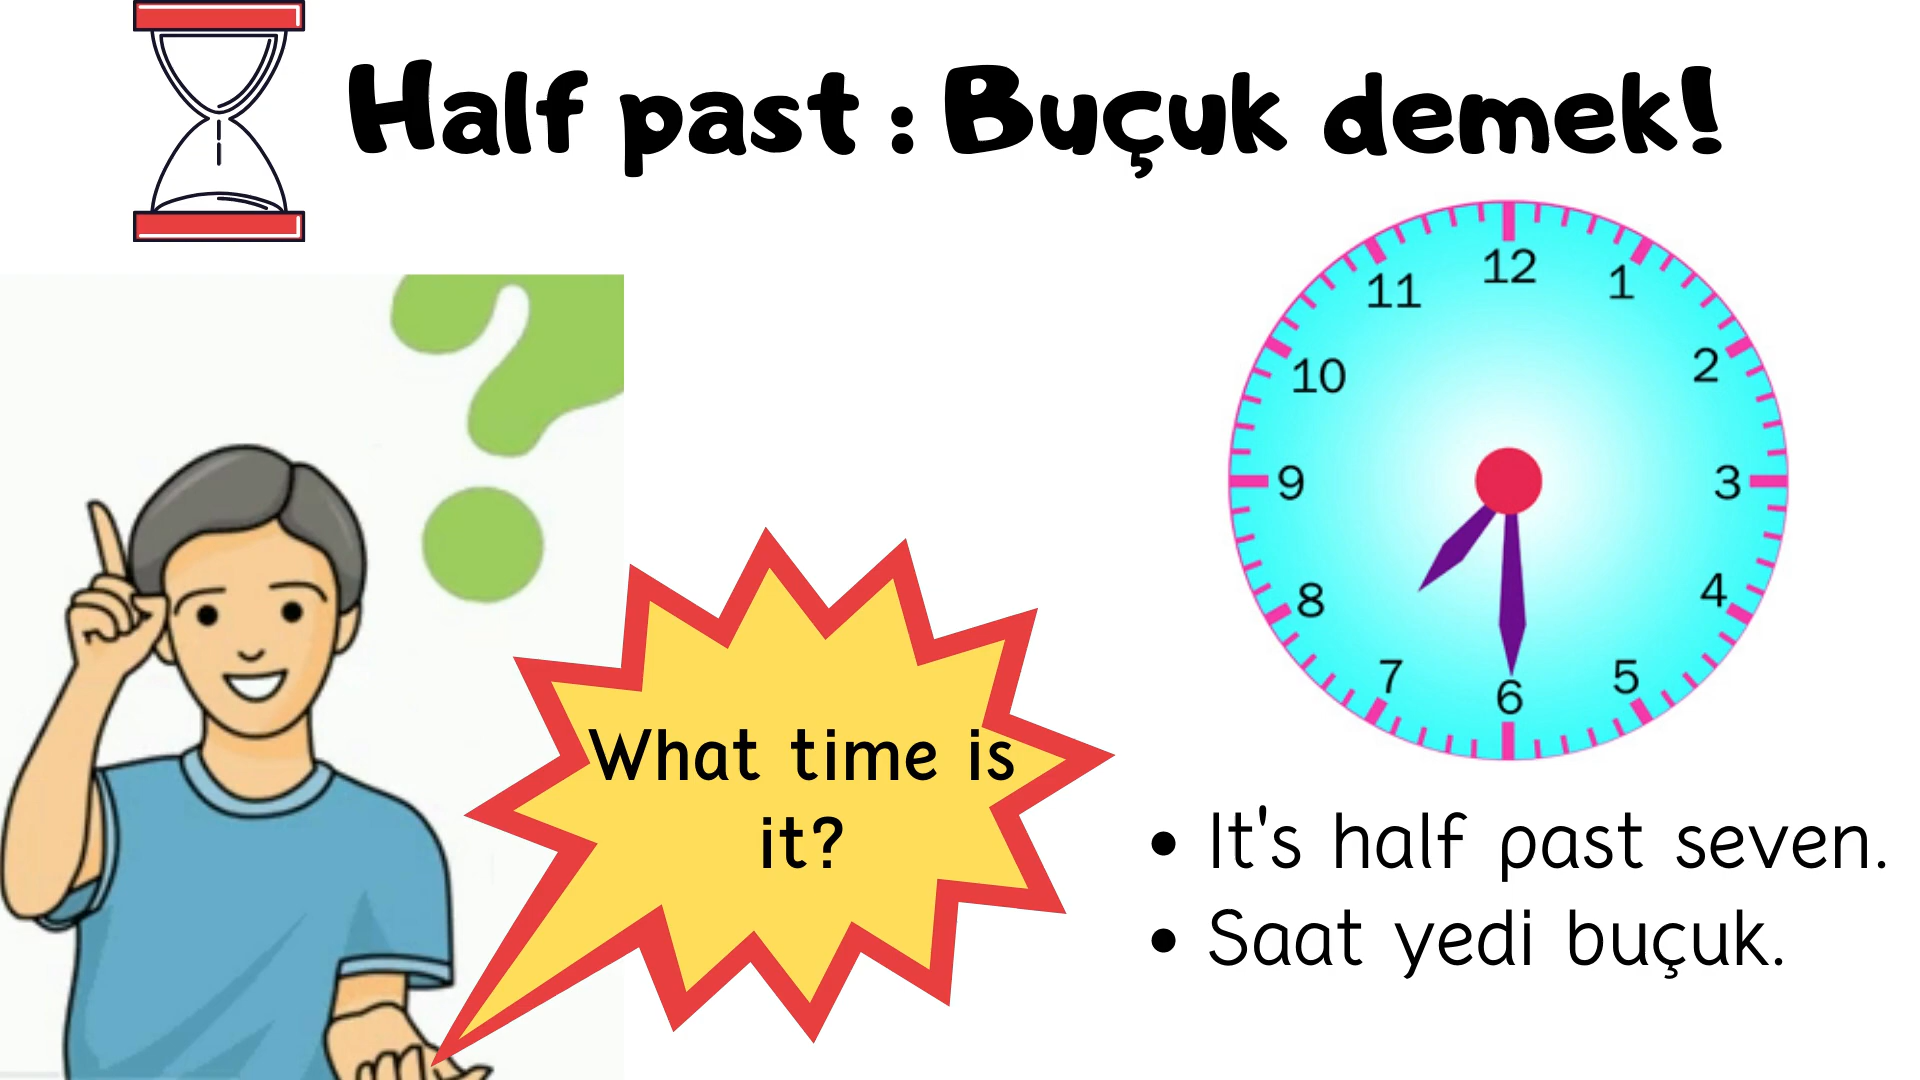 Half past : Buçuk demek!
12
11
1
10
2
9
3
8
4
7
5
6
What time is
it?
• It's half past seven.
• Saat yedi buçuk.